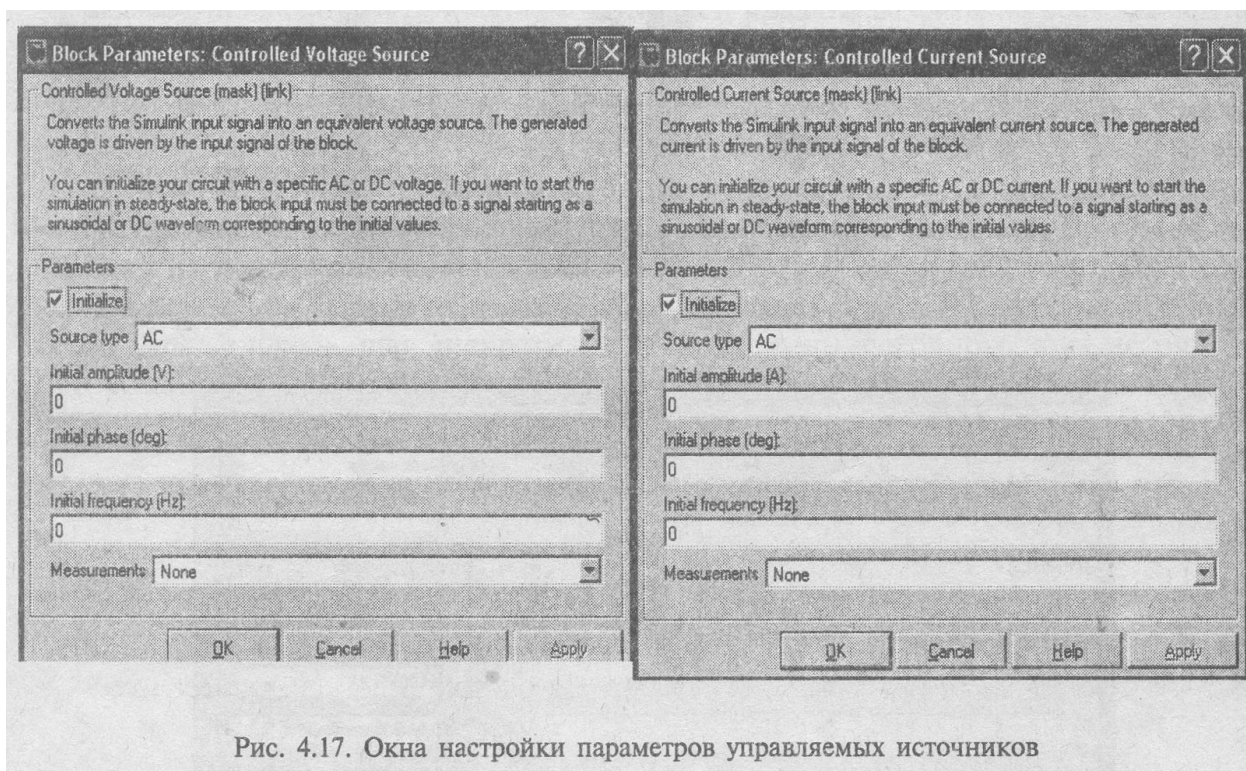 Block Parameters: Controlled Voltage Source
Controlled Voltage Source (mask) (link)
Converts the Simulink input signal into an equivalent voltage source. The generated
voltage is driven by the input signal of the block.
You can initialize your circuit with a specific AC or DC voltage. If you want to start the
simulation in steady-state, the block input must be connected to a signal starting as a
sinusoidal or DC waveform corresponding to the initial values.
Parameters
Initialize
Source type AC
Initial amplitude (V):
0
Initial phase (deg):
0
Initial frequency (Hz):
0
Measurements None
OK Cancel Help Apply
Block Parameters: Controlled Current Source
Controlled Current Source (mask) (link)
Converts the Simulink input signal into an equivalent current source. The generated
current is driven by the input signal of the block.
You can initialize your circuit with a specific AC or DC current. If you want to start the
simulation in steady-state, the block input must be connected to a signal starting as a
sinusoidal or DC waveform corresponding to the initial values.
Parameters
Initialize
Source type AC
Initial amplitude (A):
0
Initial phase (deg):
0
Initial frequency (Hz):
0
Measurements None
OK Cancel Help Apply
Рис. 4.17. Окна настройки параметров управляемых источников